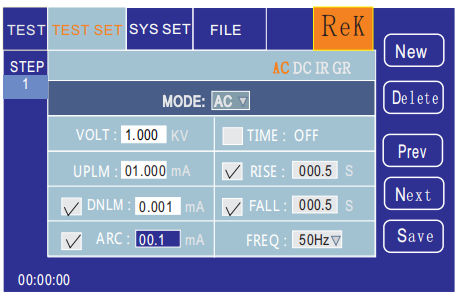 TEST TEST SET SYS SET FILE ReK
STEP
1
AC DC IR GR
MODE: AC
VOLT : 1.000 KV TIME : OFF
UPLM : 01.000 mA RISE : 000.5 S
DNLM : 0.001 mA FALL : 000.5 S
ARC : 00.1 mA FREQ : 50Hz
New
Delete
Prev
Next
Save
00:00:00